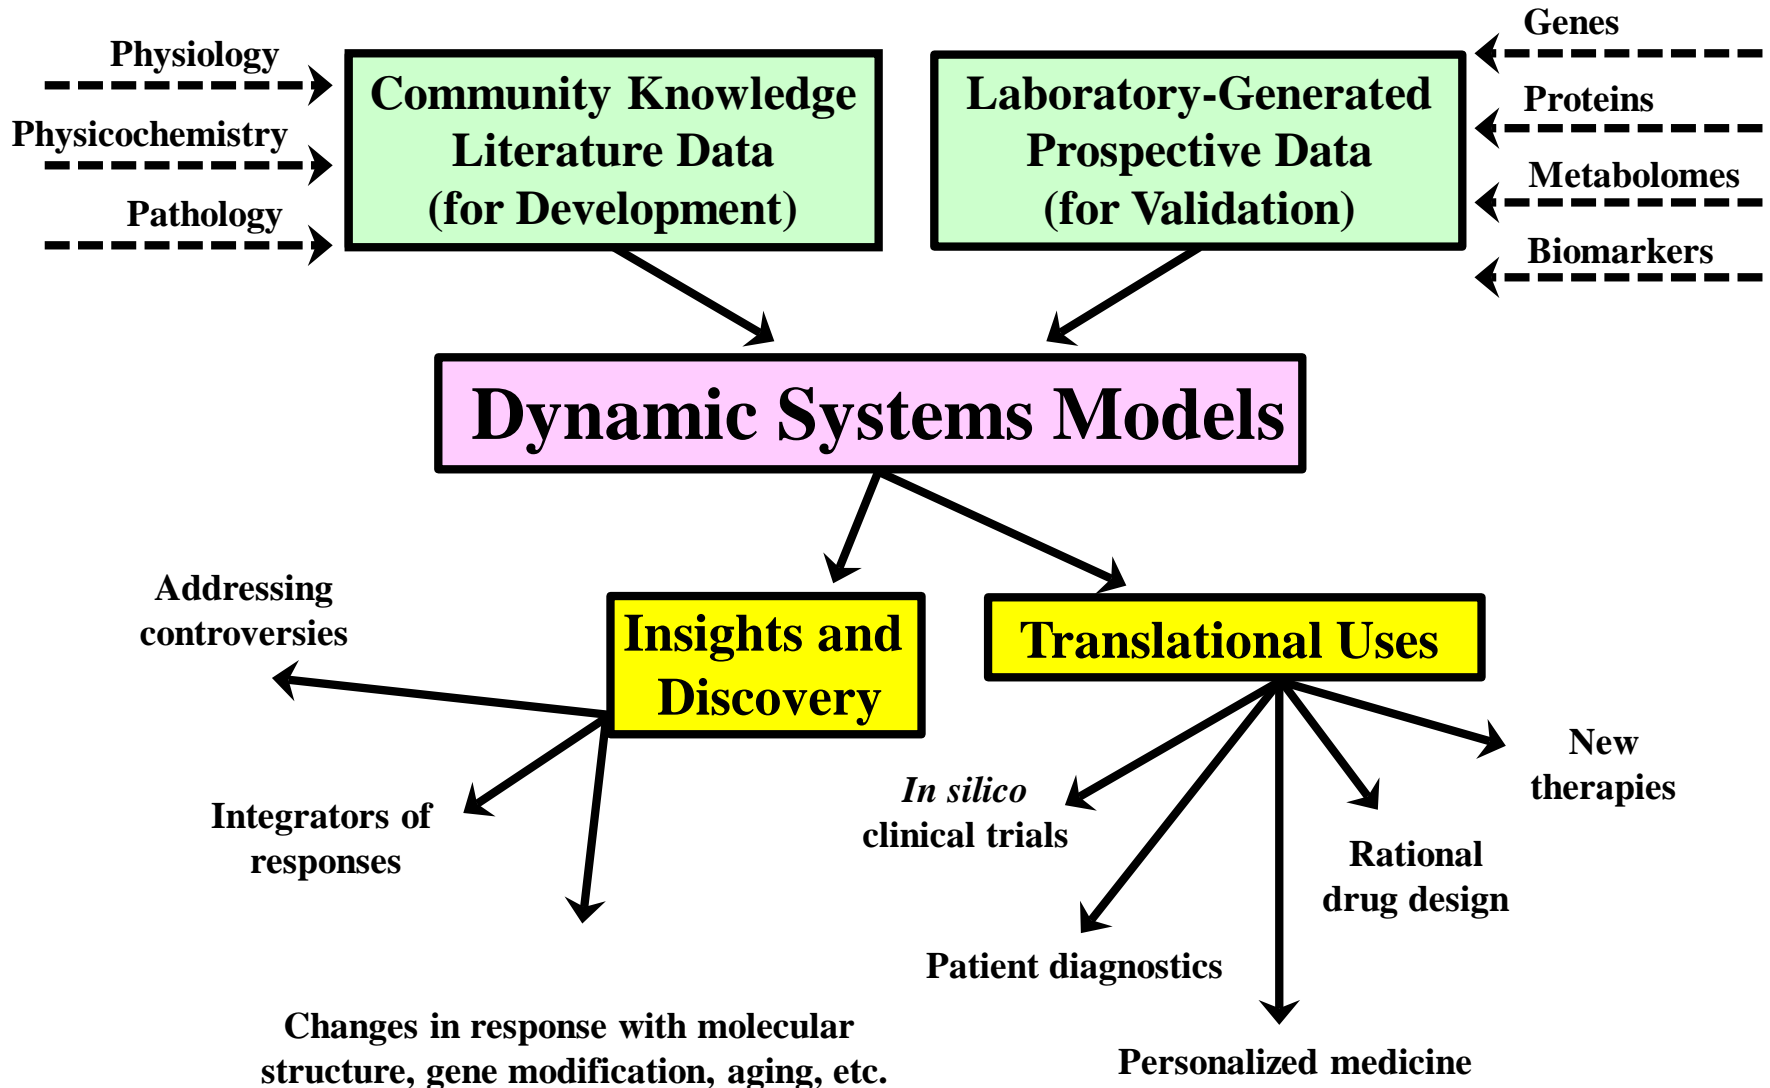 Physiology
Physicochemistry
Pathology
Community Knowledge
Literature Data
(for Development)
Laboratory-Generated
Prospective Data
(for Validation)
Genes
Proteins
Metabolomes
Biomarkers
Dynamic Systems Models
Insights and
Discovery
Translational Uses
Addressing
controversies
Integrators of
responses
Changes in response with molecular
structure, gene modification, aging, etc.
In silico
clinical trials
Patient diagnostics
Personalized medicine
Rational
drug design
New
therapies